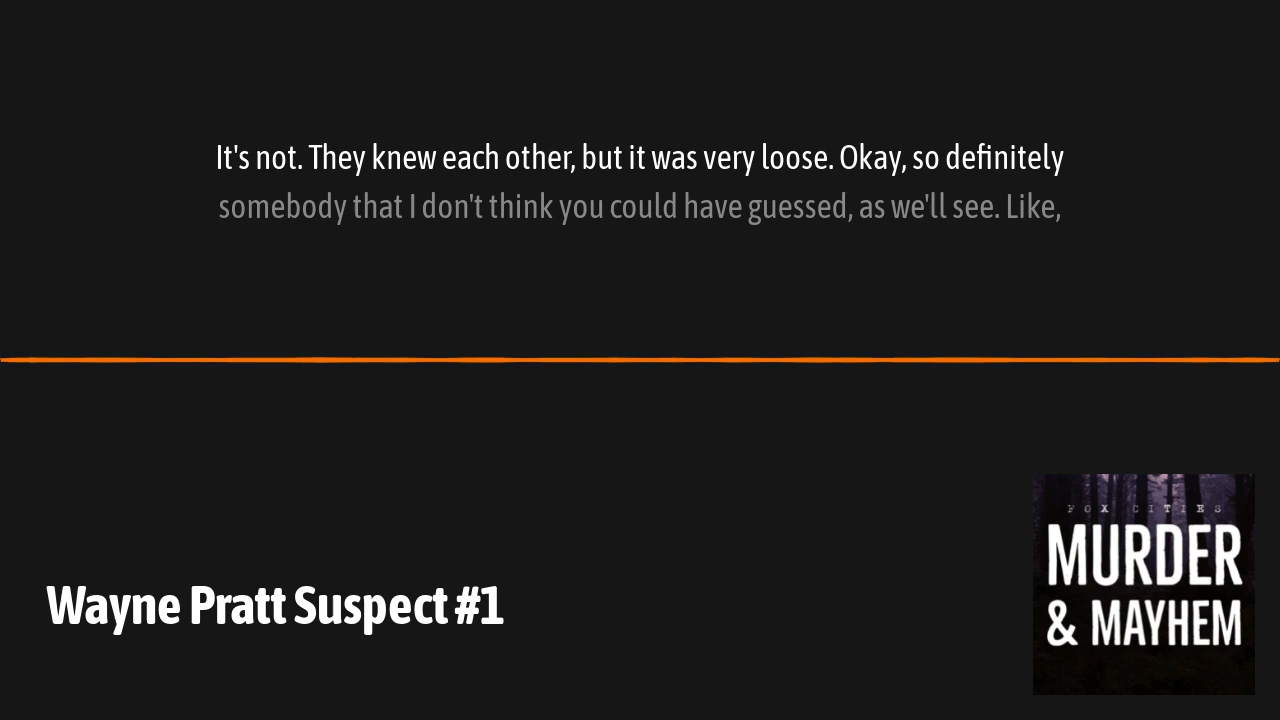 It's not. They knew each other, but it was very loose. Okay, so definitely
somebody that I don't think you could have guessed, as we'll see. Like,
Wayne Pratt Suspect #1
FOX CITIES
MURDER
& MAYHEM